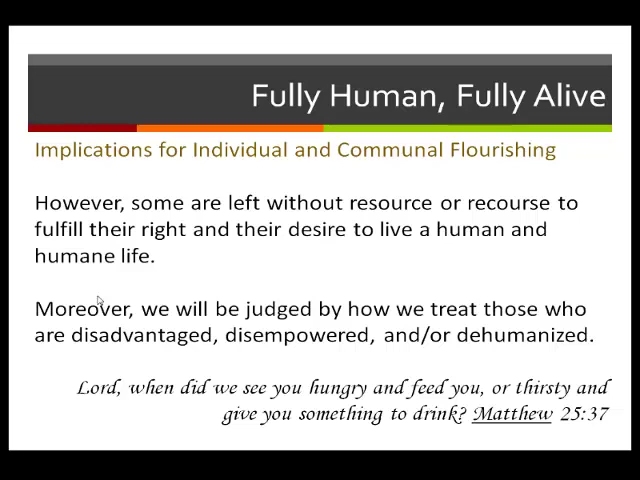 Fully Human, Fully Alive
Implications for Individual and Communal Flourishing
However, some are left without resource or recourse to
fulfill their right and their desire to live a human and
humane life.
Moreover, we will be judged by how we treat those who
are disadvantaged, disempowered, and/or dehumanized.
Lord, when did we see you hungry and feed you, or thirsty and
give you something to drink? Matthew 25:37